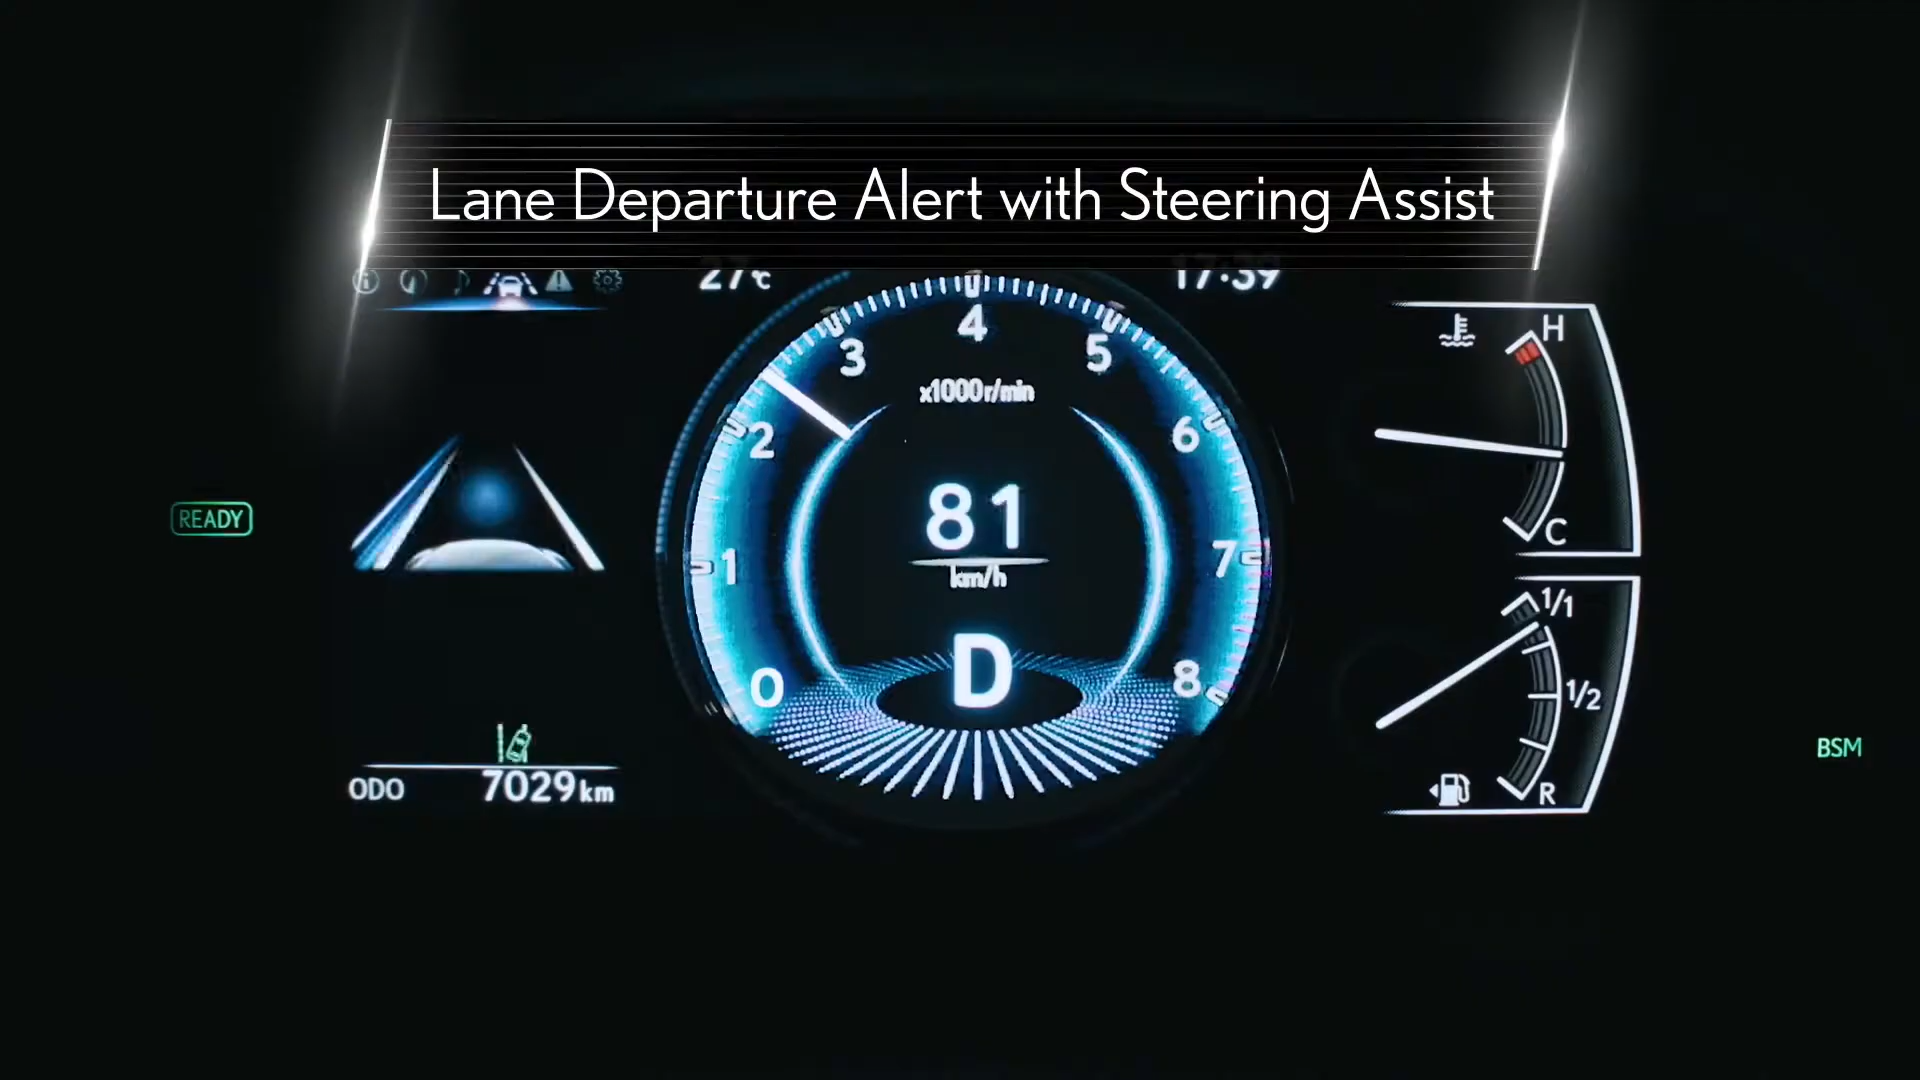 Lane Departure Alert with Steering Assist
27°C
17:39
4
3
5
H
x1000r/min
2
6
81
READY
C
km/h
1
7
1/1
D
0
8
1/2
BSM
ODO
7029km
R